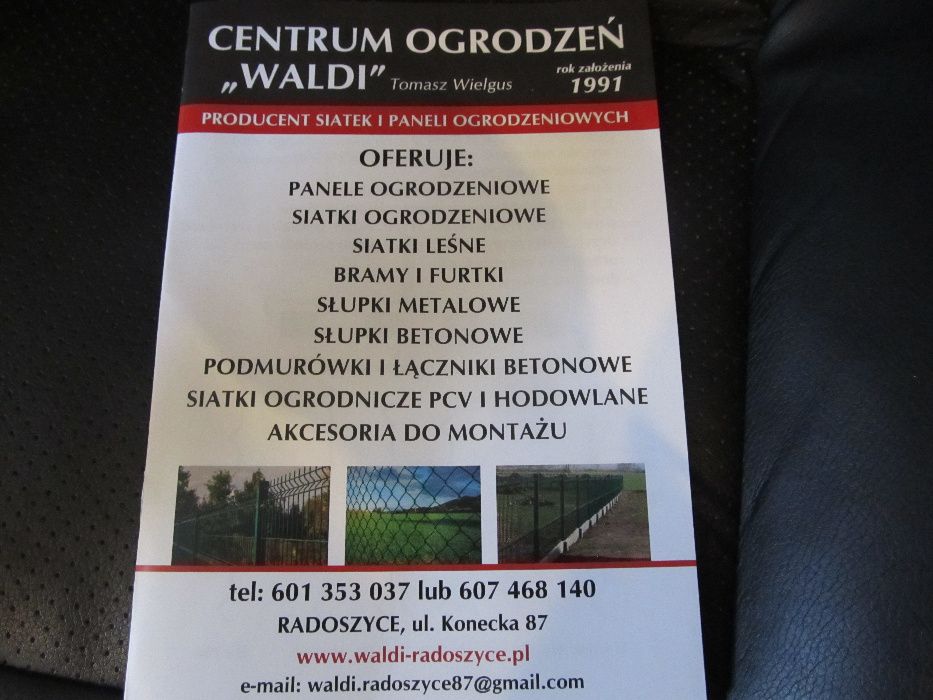 CENTRUM OGRODZEŃ
„WALDI” Tomasz Wielgus
rok założenia
1991
PRODUCENT SIATEK I PANELI OGRODZENIOWYCH
OFERUJE:
PANELE OGRODZENIOWE
SIATKI OGRODZENIOWE
SIATKI LEŚNE
BRAMY I FURTKI
SŁUPKI METALOWE
SŁUPKI BETONOWE
PODMURÓWKI I ŁĄCZNIKI BETONOWE
SIATKI OGRODNICZE PCV I HODOWLANE
AKCESORIA DO MONTAŻU
tel: 601 353 037 lub 607 468 140
RADOSZYCE, ul. Konecka 87
www.waldi-radoszyce.pl
e-mail: waldi.radoszyce87@gmail.com